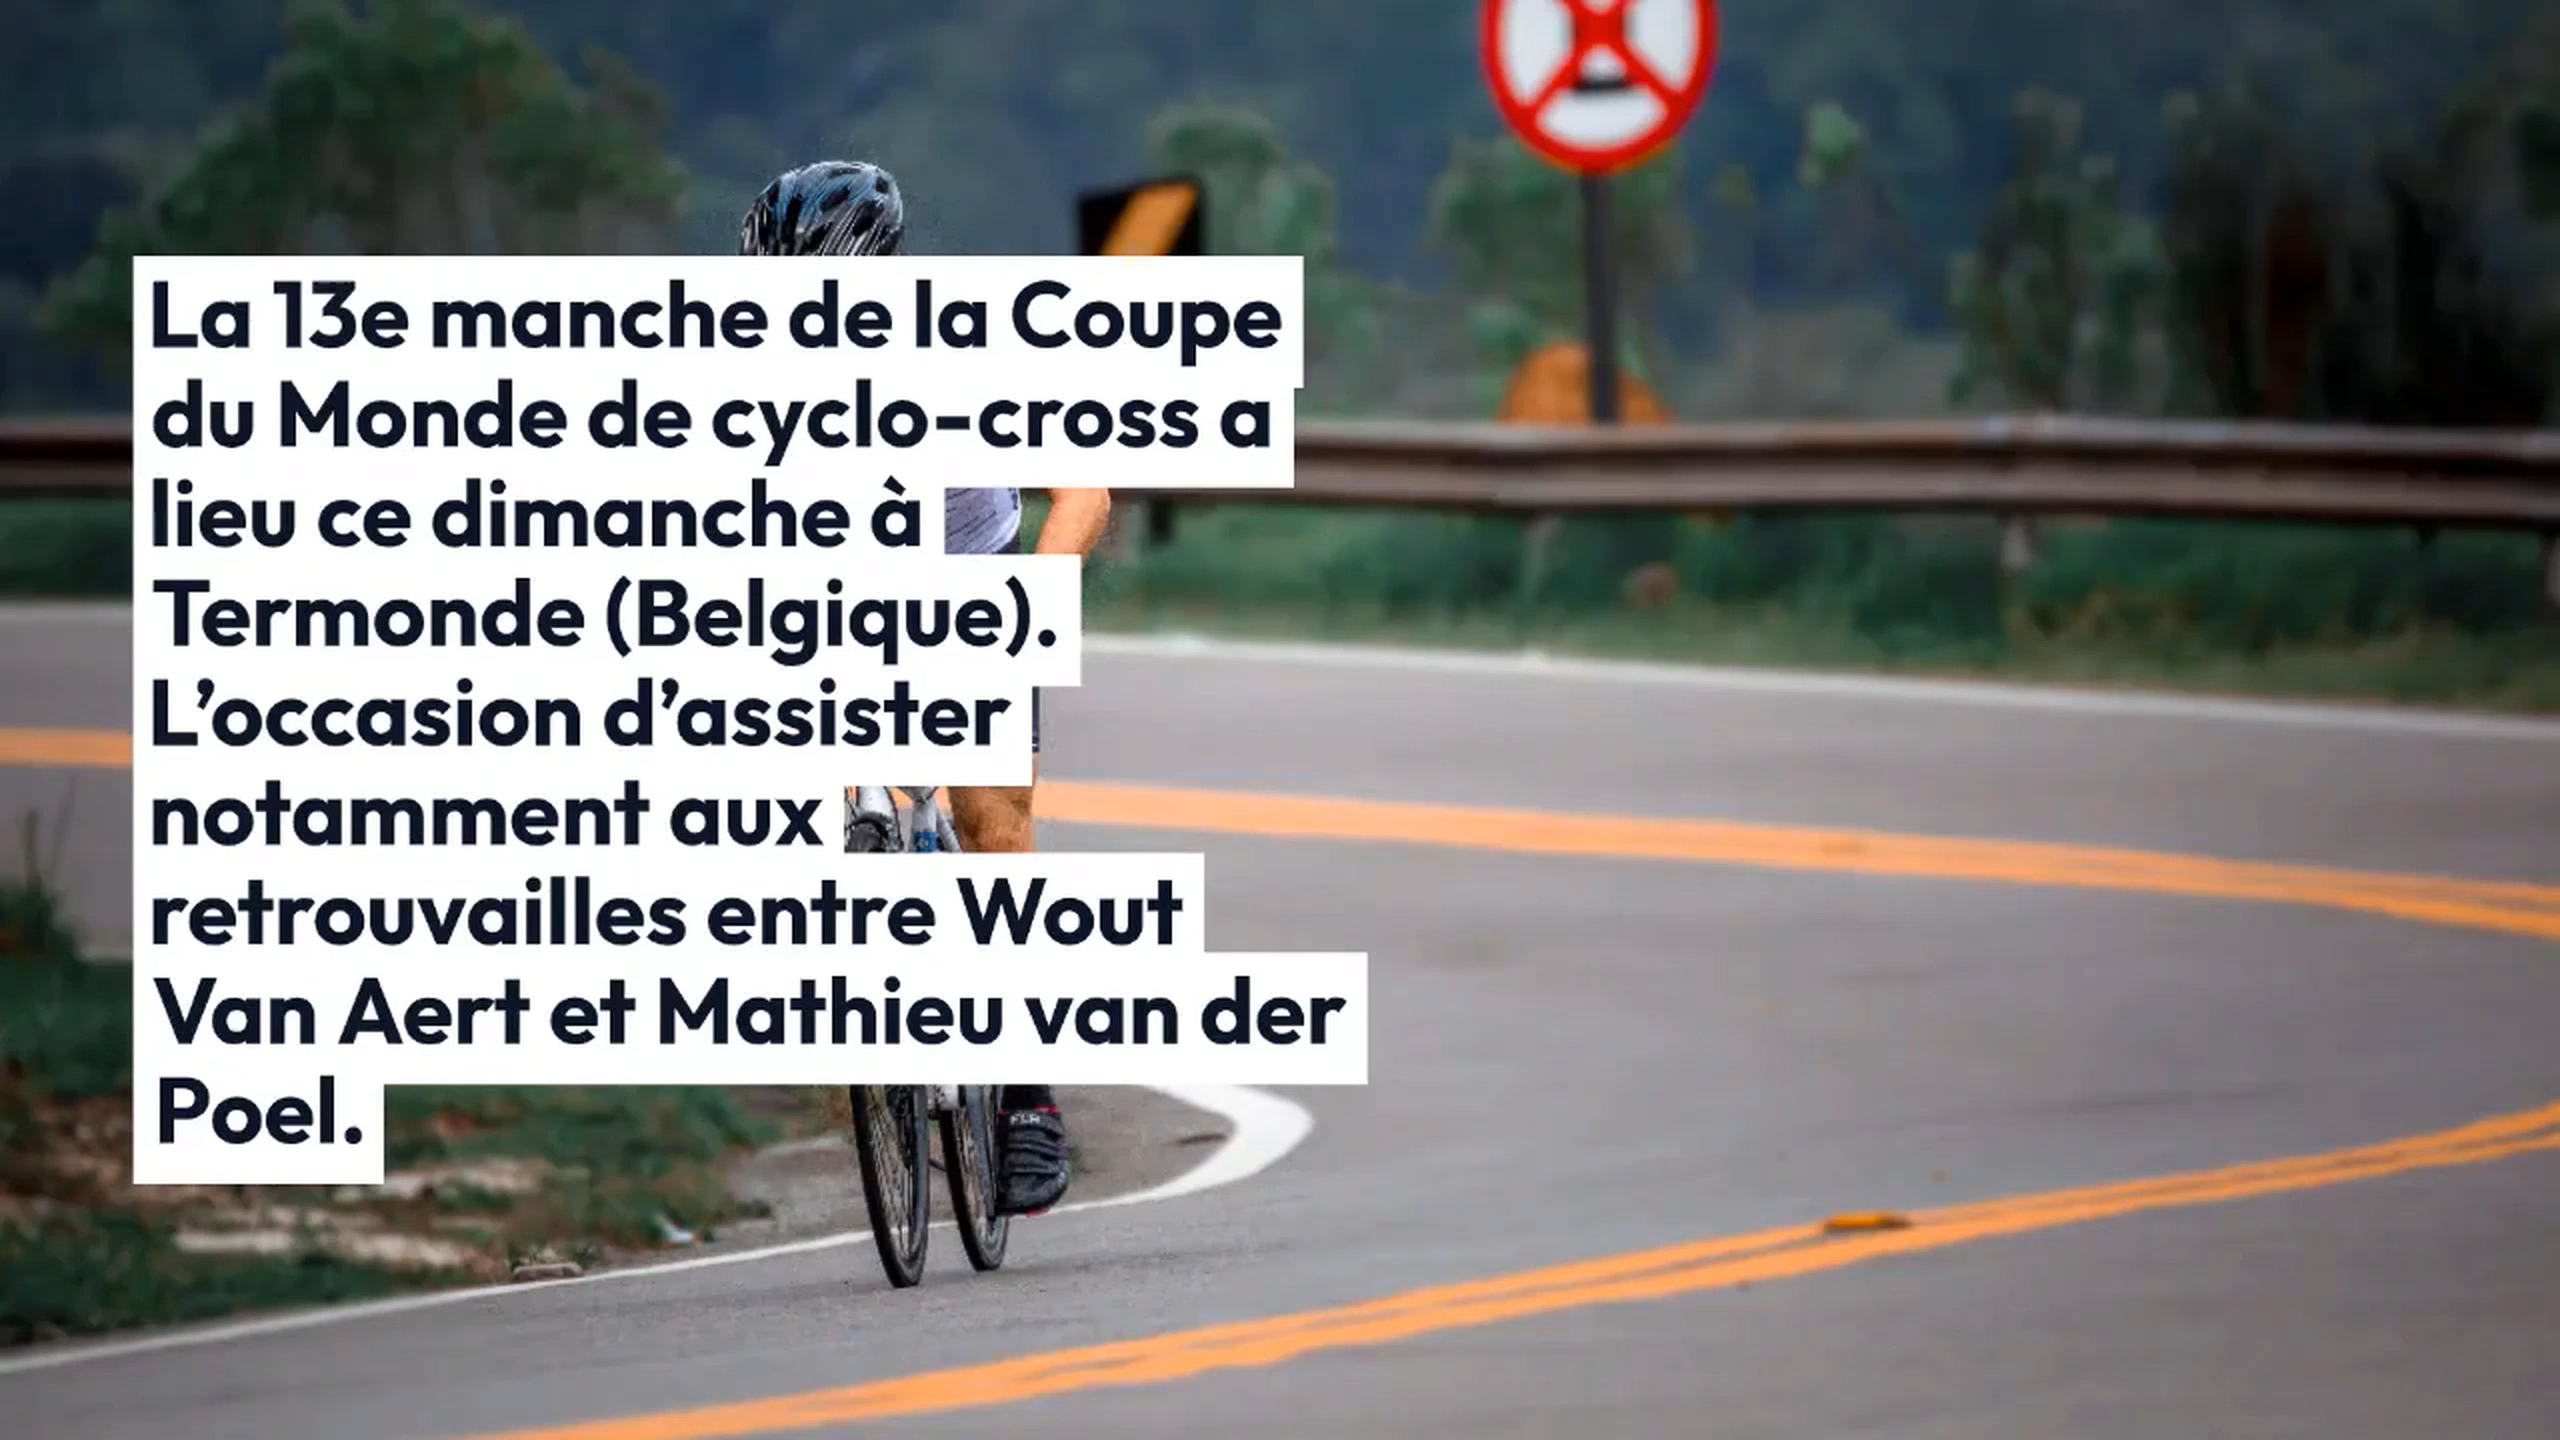 La 13e manche de la Coupe
du Monde de cyclo-cross a
lieu ce dimanche à
Termonde (Belgique).
L’occasion d’assister
notamment aux
retrouvailles entre Wout
Van Aert et Mathieu van der
Poel.
FLR